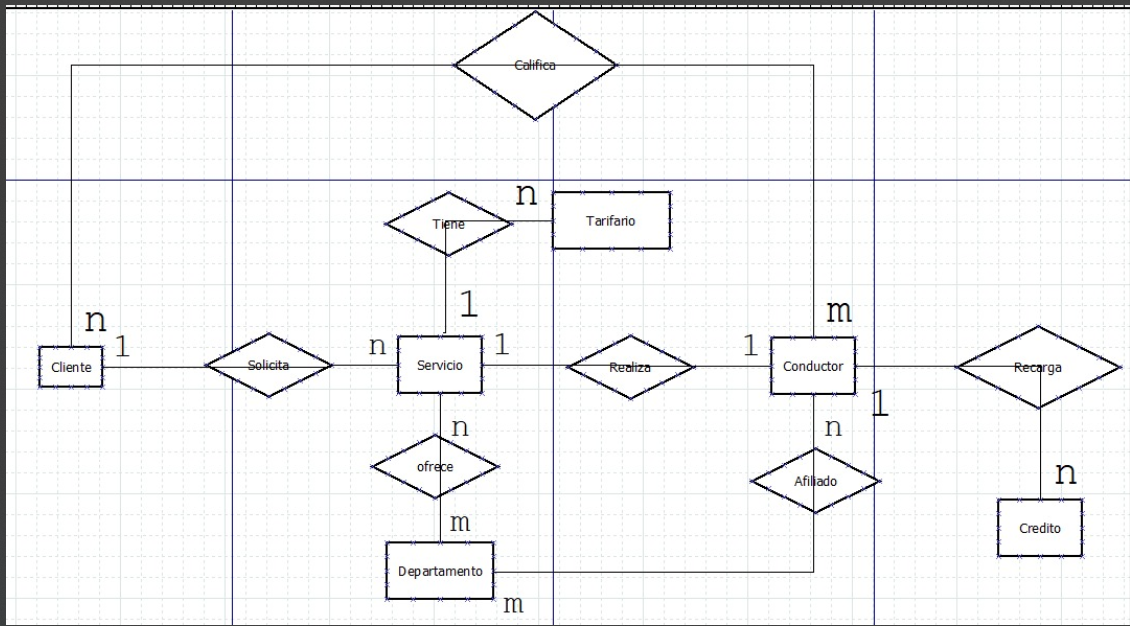 Califica
n
Tiene
Tarifario
1
m
n
1
Cliente
Solicita
n
Servicio
1
Realiza
1
Conductor
1
Recarga
n
ofrece
n
Afiliado
n
m
Credito
Departamento
m